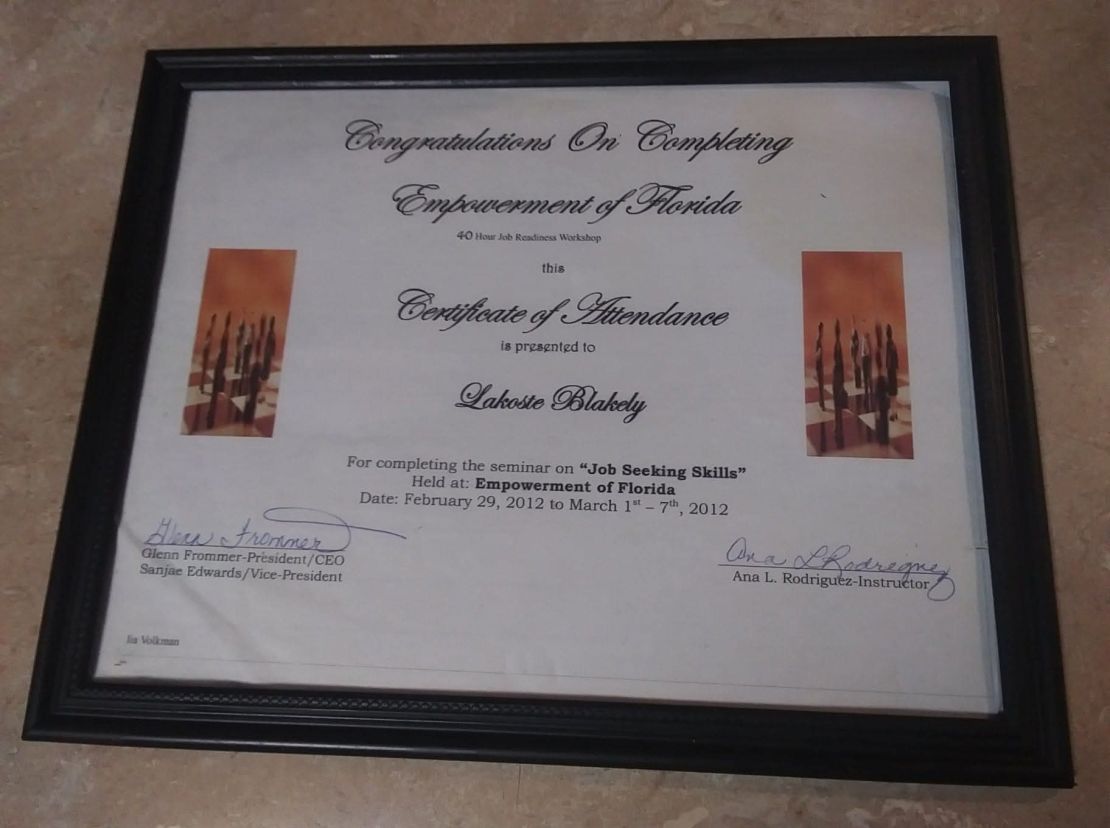 Congratulations On Completing
Empowerment of Florida
40 Hour Job Readiness Workshop
this
Certificate of Attendance
is presented to
Lakoste Blakely
For completing the seminar on “Job Seeking Skills”
Held at: Empowerment of Florida
Date: February 29, 2012 to March 1st – 7th, 2012
Glenn Frommer
Glenn Frommer-President/CEO
Sanjae Edwards/Vice-President
Ana L Rodriguez
Ana L. Rodriguez-Instructor
Volkman